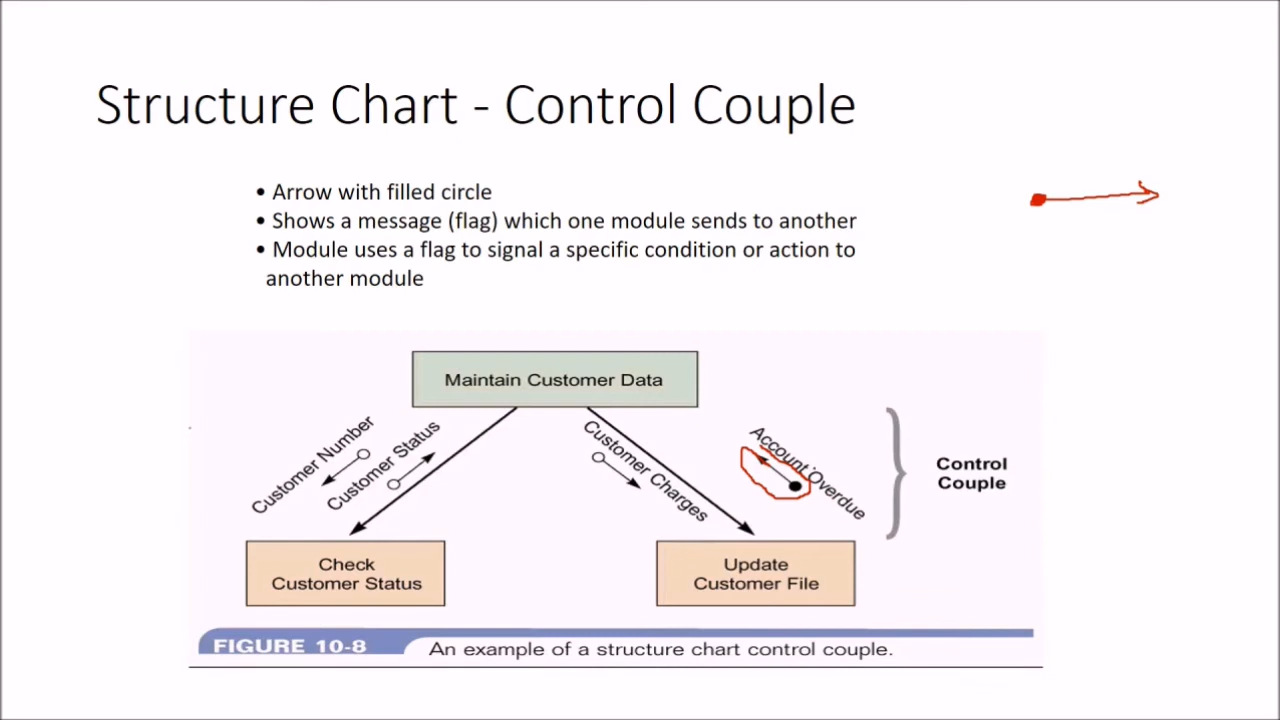 Structure Chart - Control Couple
• Arrow with filled circle
• Shows a message (flag) which one module sends to another
• Module uses a flag to signal a specific condition or action to
another module
Maintain Customer Data
Customer Number
Customer Status
Customer Charges
Account Overdue
Control
Couple
Check
Customer Status
Update
Customer File
FIGURE 10-8
An example of a structure chart control couple.